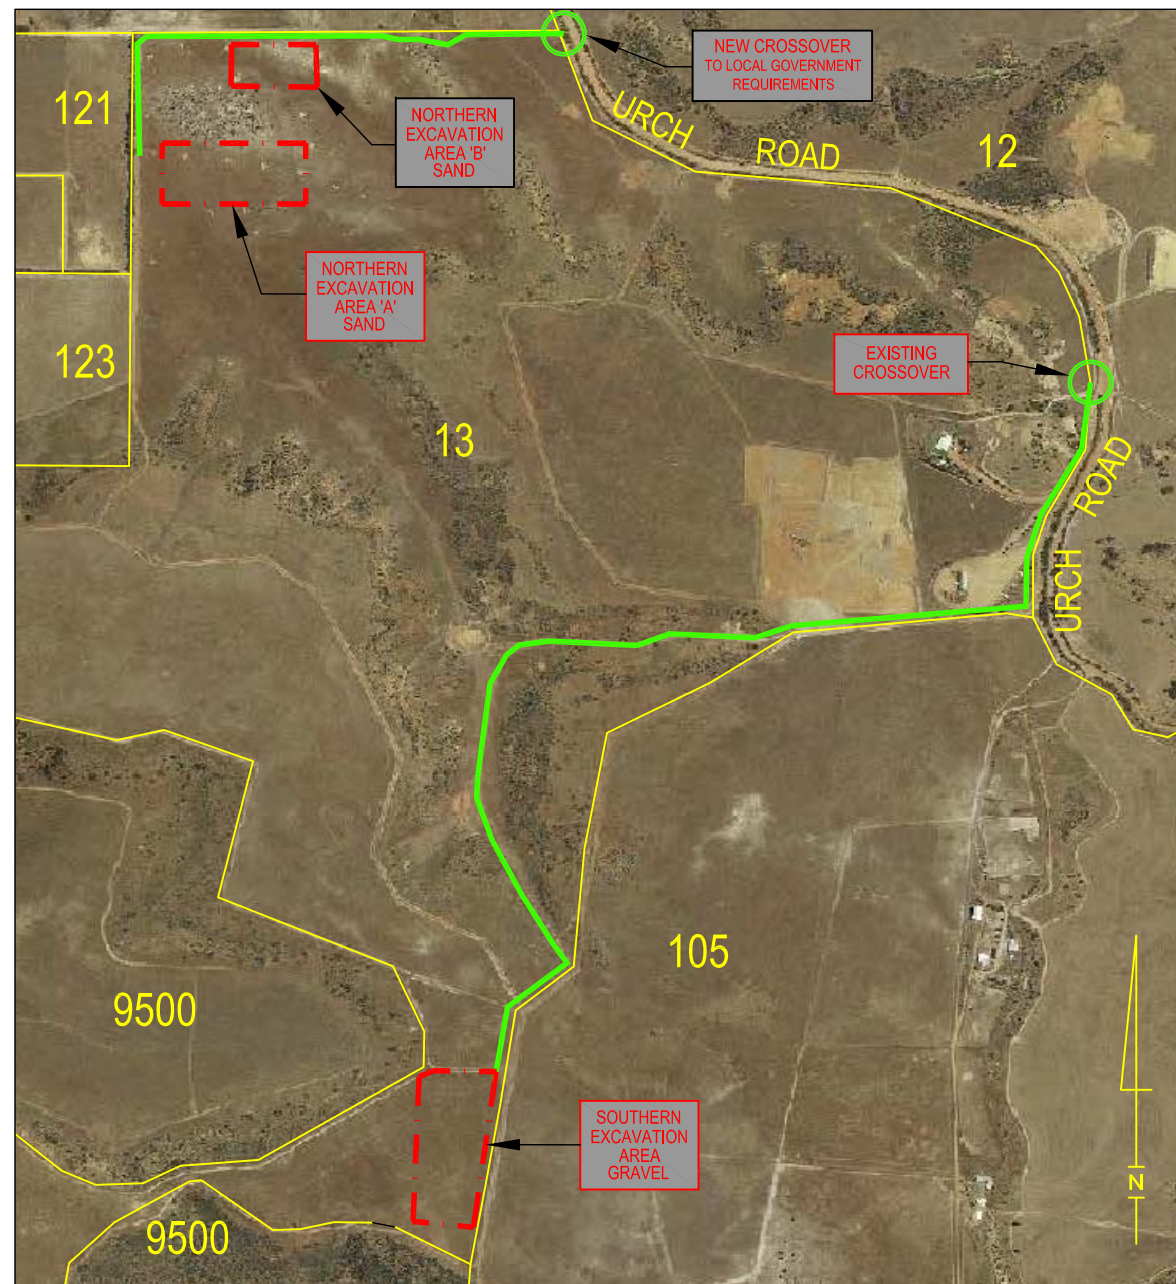 NEW CROSSOVER
TO LOCAL GOVERNMENT
REQUIREMENTS
121
NORTHERN
EXCAVATION
AREA 'B'
SAND
URCH ROAD
12
NORTHERN
EXCAVATION
AREA 'A'
SAND
123
EXISTING
CROSSOVER
13
URCH ROAD
105
9500
SOUTHERN
EXCAVATION
AREA
GRAVEL
N
9500